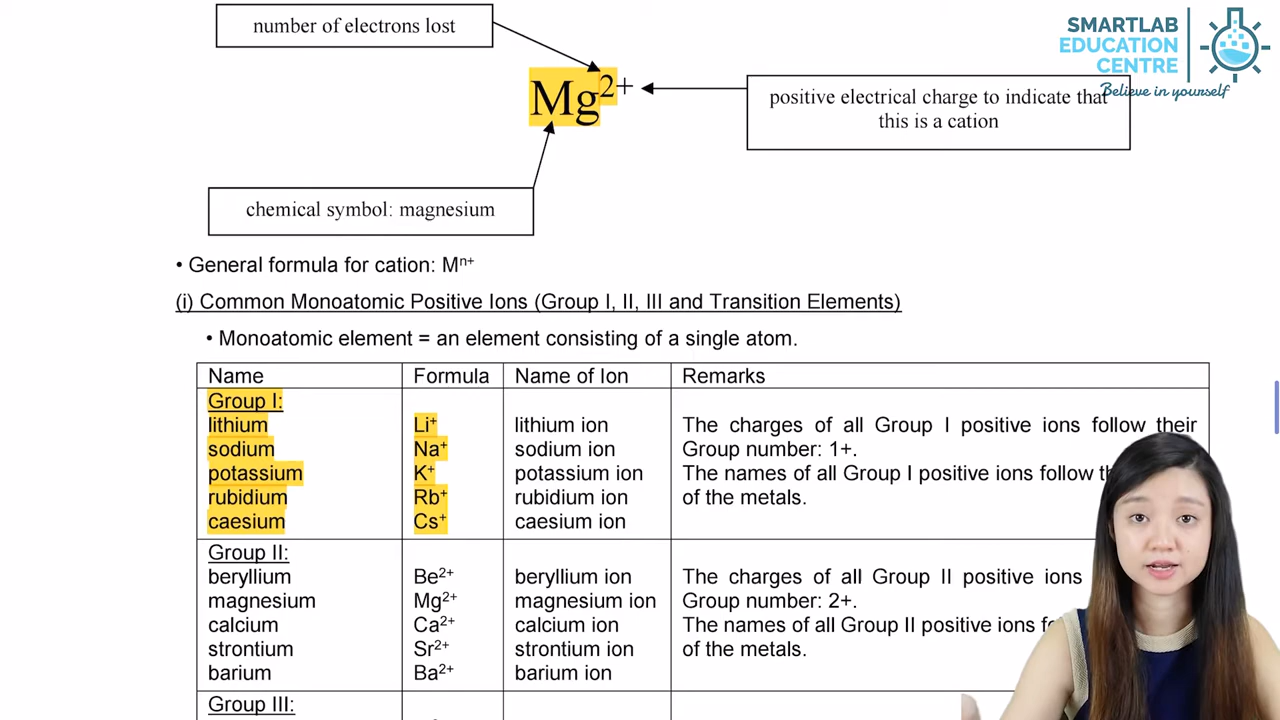 number of electrons lost
SMARTLAB
EDUCATION
CENTRE
Believe in yourself
Mg²⁺
positive electrical charge to indicate that
this is a cation
chemical symbol: magnesium
• General formula for cation: Mⁿ⁺
(i) Common Monoatomic Positive Ions (Group I, II, III and Transition Elements)
• Monoatomic element = an element consisting of a single atom.
Name Formula Name of Ion Remarks
Group I:
lithium Li⁺ lithium ion The charges of all Group I positive ions follow their
sodium Na⁺ sodium ion Group number: 1+.
potassium K⁺ potassium ion The names of all Group I positive ions follow
rubidium Rb⁺ rubidium ion of the metals.
caesium Cs⁺ caesium ion
Group II:
beryllium Be²⁺ beryllium ion The charges of all Group II positive ions
magnesium Mg²⁺ magnesium ion Group number: 2+.
calcium Ca²⁺ calcium ion The names of all Group II positive ions
strontium Sr²⁺ strontium ion of the metals.
barium Ba²⁺ barium ion
Group III: